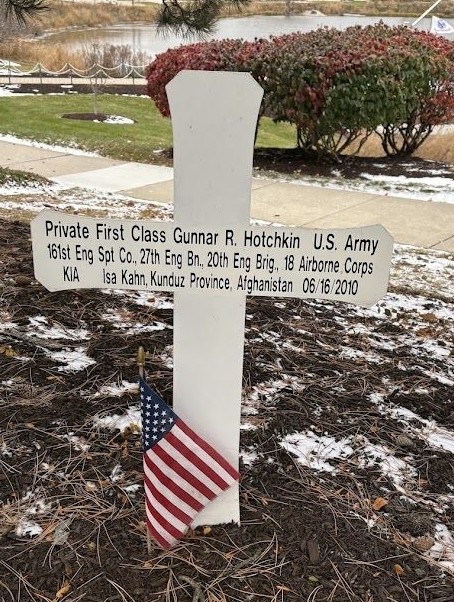 Private First Class Gunnar R. Hotchkin U.S. Army
161st Eng Spt Co., 27th Eng Bn., 20th Eng Brig., 18 Airborne Corps
KIA Isa Kahn, Kunduz Province, Afghanistan 06/16/2010